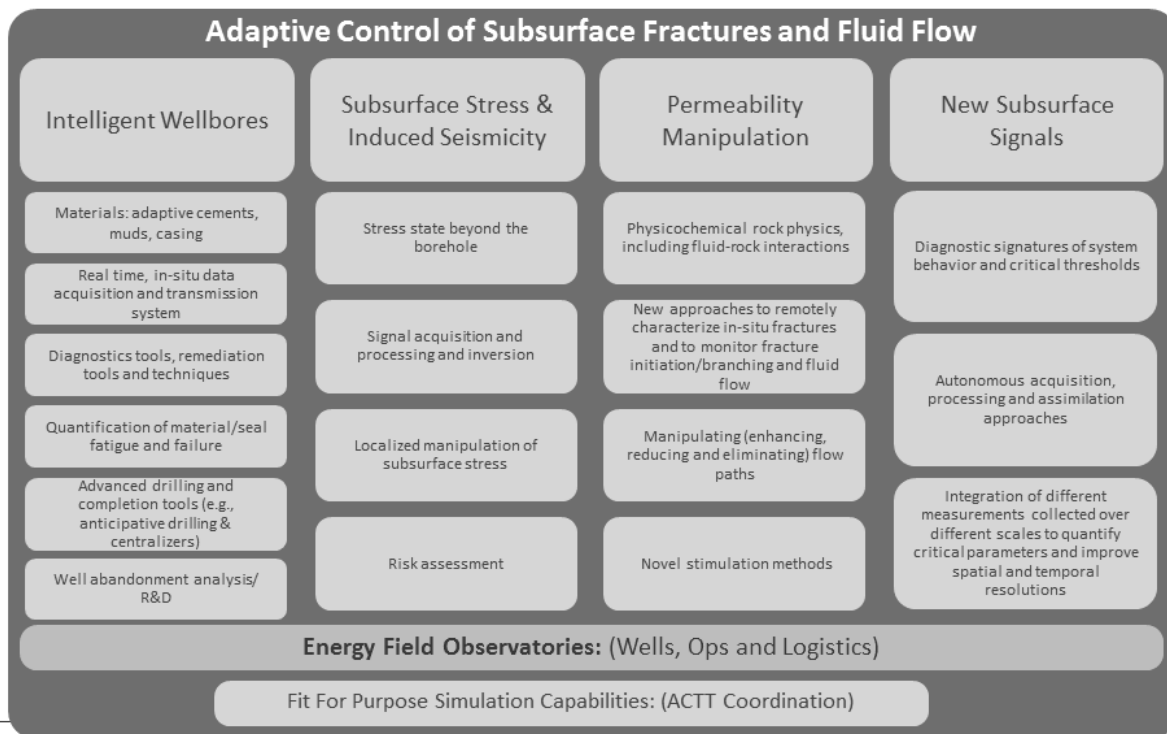 Adaptive Control of Subsurface Fractures and Fluid Flow
Intelligent Wellbores
Materials: adaptive cements,
muds, casing
Real time, in-situ data
acquisition and transmission
system
Diagnostics tools, remediation
tools and techniques
Quantification of material/seal
fatigue and failure
Advanced drilling and
completion tools (e.g.,
anticipative drilling &
centralizers)
Well abandonment analysis/
R&D
Subsurface Stress &
Induced Seismicity
Stress state beyond the
borehole
Signal acquisition and
processing and inversion
Localized manipulation of
subsurface stress
Risk assessment
Permeability
Manipulation
Physicochemical rock physics,
including fluid-rock interactions
New approaches to remotely
characterize in-situ fractures
and to monitor fracture
initiation/branching and fluid
flow
Manipulating (enhancing,
reducing and eliminating) flow
paths
Novel stimulation methods
New Subsurface
Signals
Diagnostic signatures of system
behavior and critical thresholds
Autonomous acquisition,
processing and assimilation
approaches
Integration of different
measurements collected over
different scales to quantify
critical parameters and improve
spatial and temporal
resolutions
Energy Field Observatories: (Wells, Ops and Logistics)
Fit For Purpose Simulation Capabilities: (ACTT Coordination)